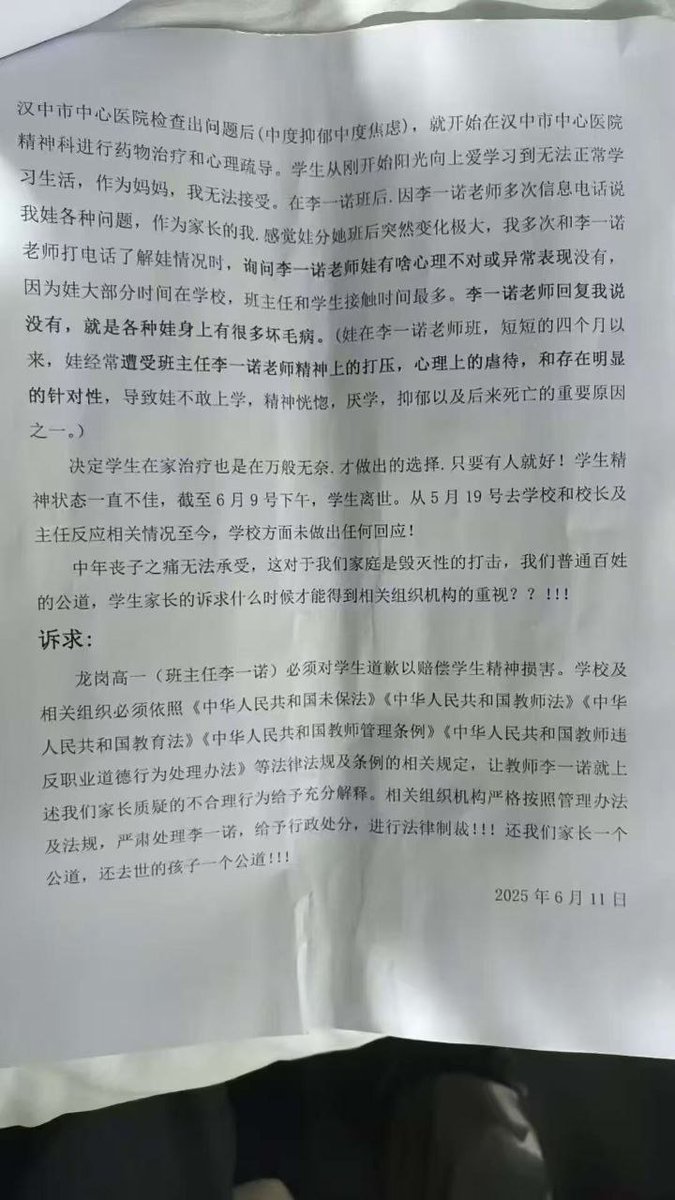 汉中市中心医院检查出问题后(中度抑郁中度焦虑)，就开始在汉中市中心医院
精神科进行药物治疗和心理疏导。学生从刚开始阳光向上爱学习到无法正常学
习生活，作为妈妈，我无法接受。在李一诺班后.因李一诺老师多次信息电话说
我娃各种问题，作为家长的我.感觉娃分她班后突然变化极大，我多次和李一诺
老师打电话了解娃情况时，询问李一诺老师娃有啥心理不对或异常表现没有，
因为娃大部分时间在学校，班主任和学生接触时间最多。李一诺老师回复我说
没有，就是各种娃身上有很多坏毛病。(娃在李一诺老师班，短短的四个月以
来，娃经常遭受班主任李一诺老师精神上的打压，心理上的虐待，和存在明显
的针对性，导致娃不敢上学，精神恍惚，厌学，抑郁以及后来死亡的重要原因
之一。)
决定学生在家治疗也是在万般无奈.才做出的选择.只要有人就好！学生精
神状态一直不佳，截至6月9号下午，学生离世。从5月19号去学校和校长及
主任反应相关情况至今，学校方面未做出任何回应！
中年丧子之痛无法承受，这对于我们家庭是毁灭性的打击，我们普通百姓
的公道，学生家长的诉求什么时候才能得到相关组织机构的重视？？!!!
诉求:
龙岗高一（班主任李一诺）必须对学生道歉以赔偿学生精神损害。学校及
相关组织必须依照《中华人民共和国未保法》《中华人民共和国教师法》《中华
人民共和国教育法》《中华人民共和国教师管理条例》《中华人民共和国教师违
反职业道德行为处理办法》等法律法规及条例的相关规定，让教师李一诺就上
述我们家长质疑的不合理行为给予充分解释。相关组织机构严格按照管理办法
及法规，严肃处理李一诺，给予行政处分，进行法律制裁!!! 还我们家长一个
公道，还去世的孩子一个公道!!!
2025年6月11日